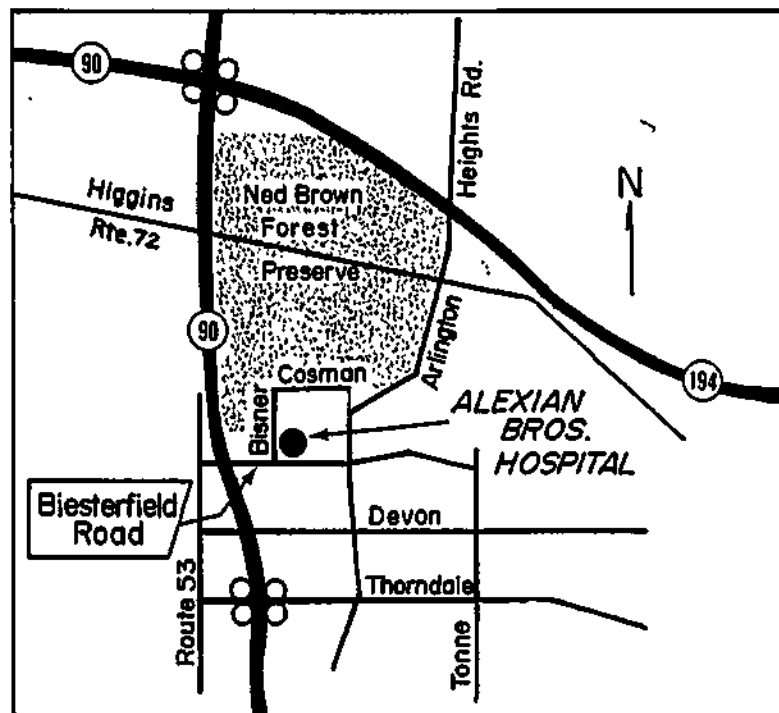 90
Heights Rd.
N
Higgins
Rte.72
Ned Brown
Forest
Preserve
90
Arlington
194
Cosman
Bisner
ALEXIAN
BROS.
HOSPITAL
Biesterfield
Road
Devon
Thorndale
Route 53
Tonne